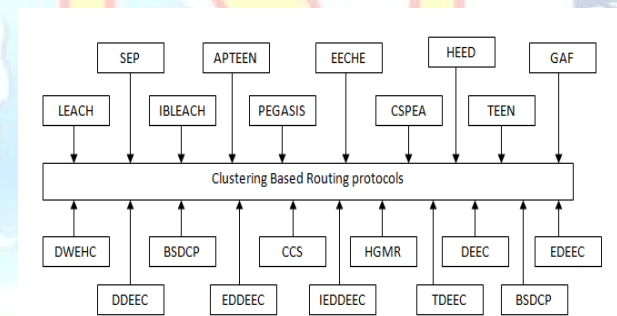 SEP APTEEN EECHE HEED GAF
LEACH IBLEACH PEGASIS CSPEA TEEN
Clustering Based Routing protocols
DWEHC BSDCP CCS HGMR DEEC EDEEC
DDEEC EDDEEC IEDDEEC TDEEC BSDCP